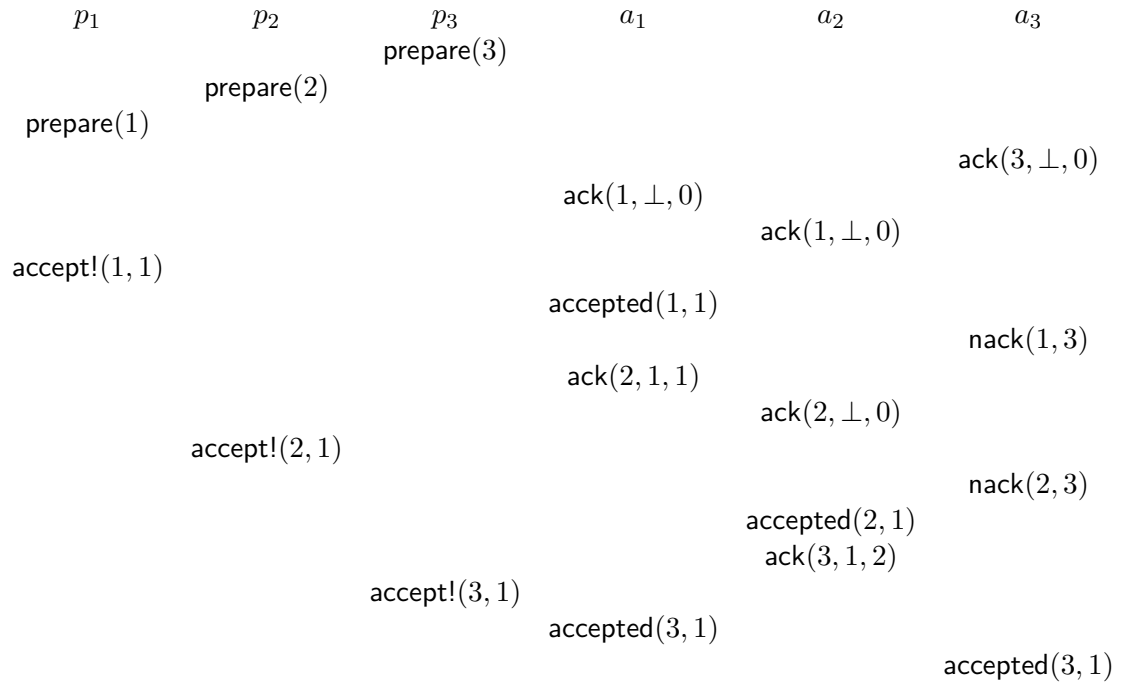 p₁ p₂ p₃ a₁ a₂ a₃
prepare(3)
prepare(2)
prepare(1)
ack(3, ⊥, 0)
ack(1, ⊥, 0)
ack(1, ⊥, 0)
accept!(1, 1)
accepted(1, 1)
nack(1, 3)
ack(2, 1, 1)
ack(2, ⊥, 0)
accept!(2, 1)
nack(2, 3)
accepted(2, 1)
ack(3, 1, 2)
accept!(3, 1)
accepted(3, 1)
accepted(3, 1)